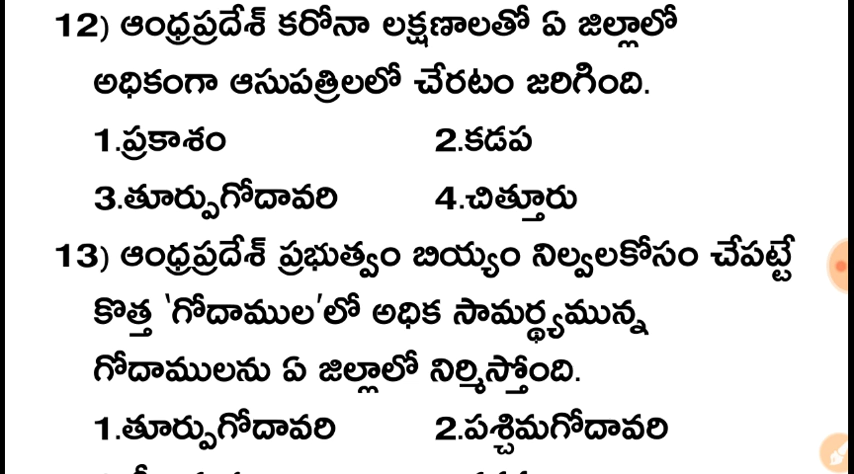 12) ఆంధ్రప్రదేశ్ కరోనా లక్షణాలతో ఏ జిల్లాలో
అధికంగా ఆసుపత్రిలలో చేరటం జరిగింది.
1.ప్రకాశం 2.కడప
3.తూర్పుగోదావరి 4.చిత్తూరు
13) ఆంధ్రప్రదేశ్ ప్రభుత్వం బియ్యం నిల్వలకోసం చేపట్టే
కొత్త 'గోదాముల'లో అధిక సామర్థ్యమున్న
గోదాములను ఏ జిల్లాలో నిర్మిస్తోంది.
1.తూర్పుగోదావరి 2.పశ్చిమగోదావరి